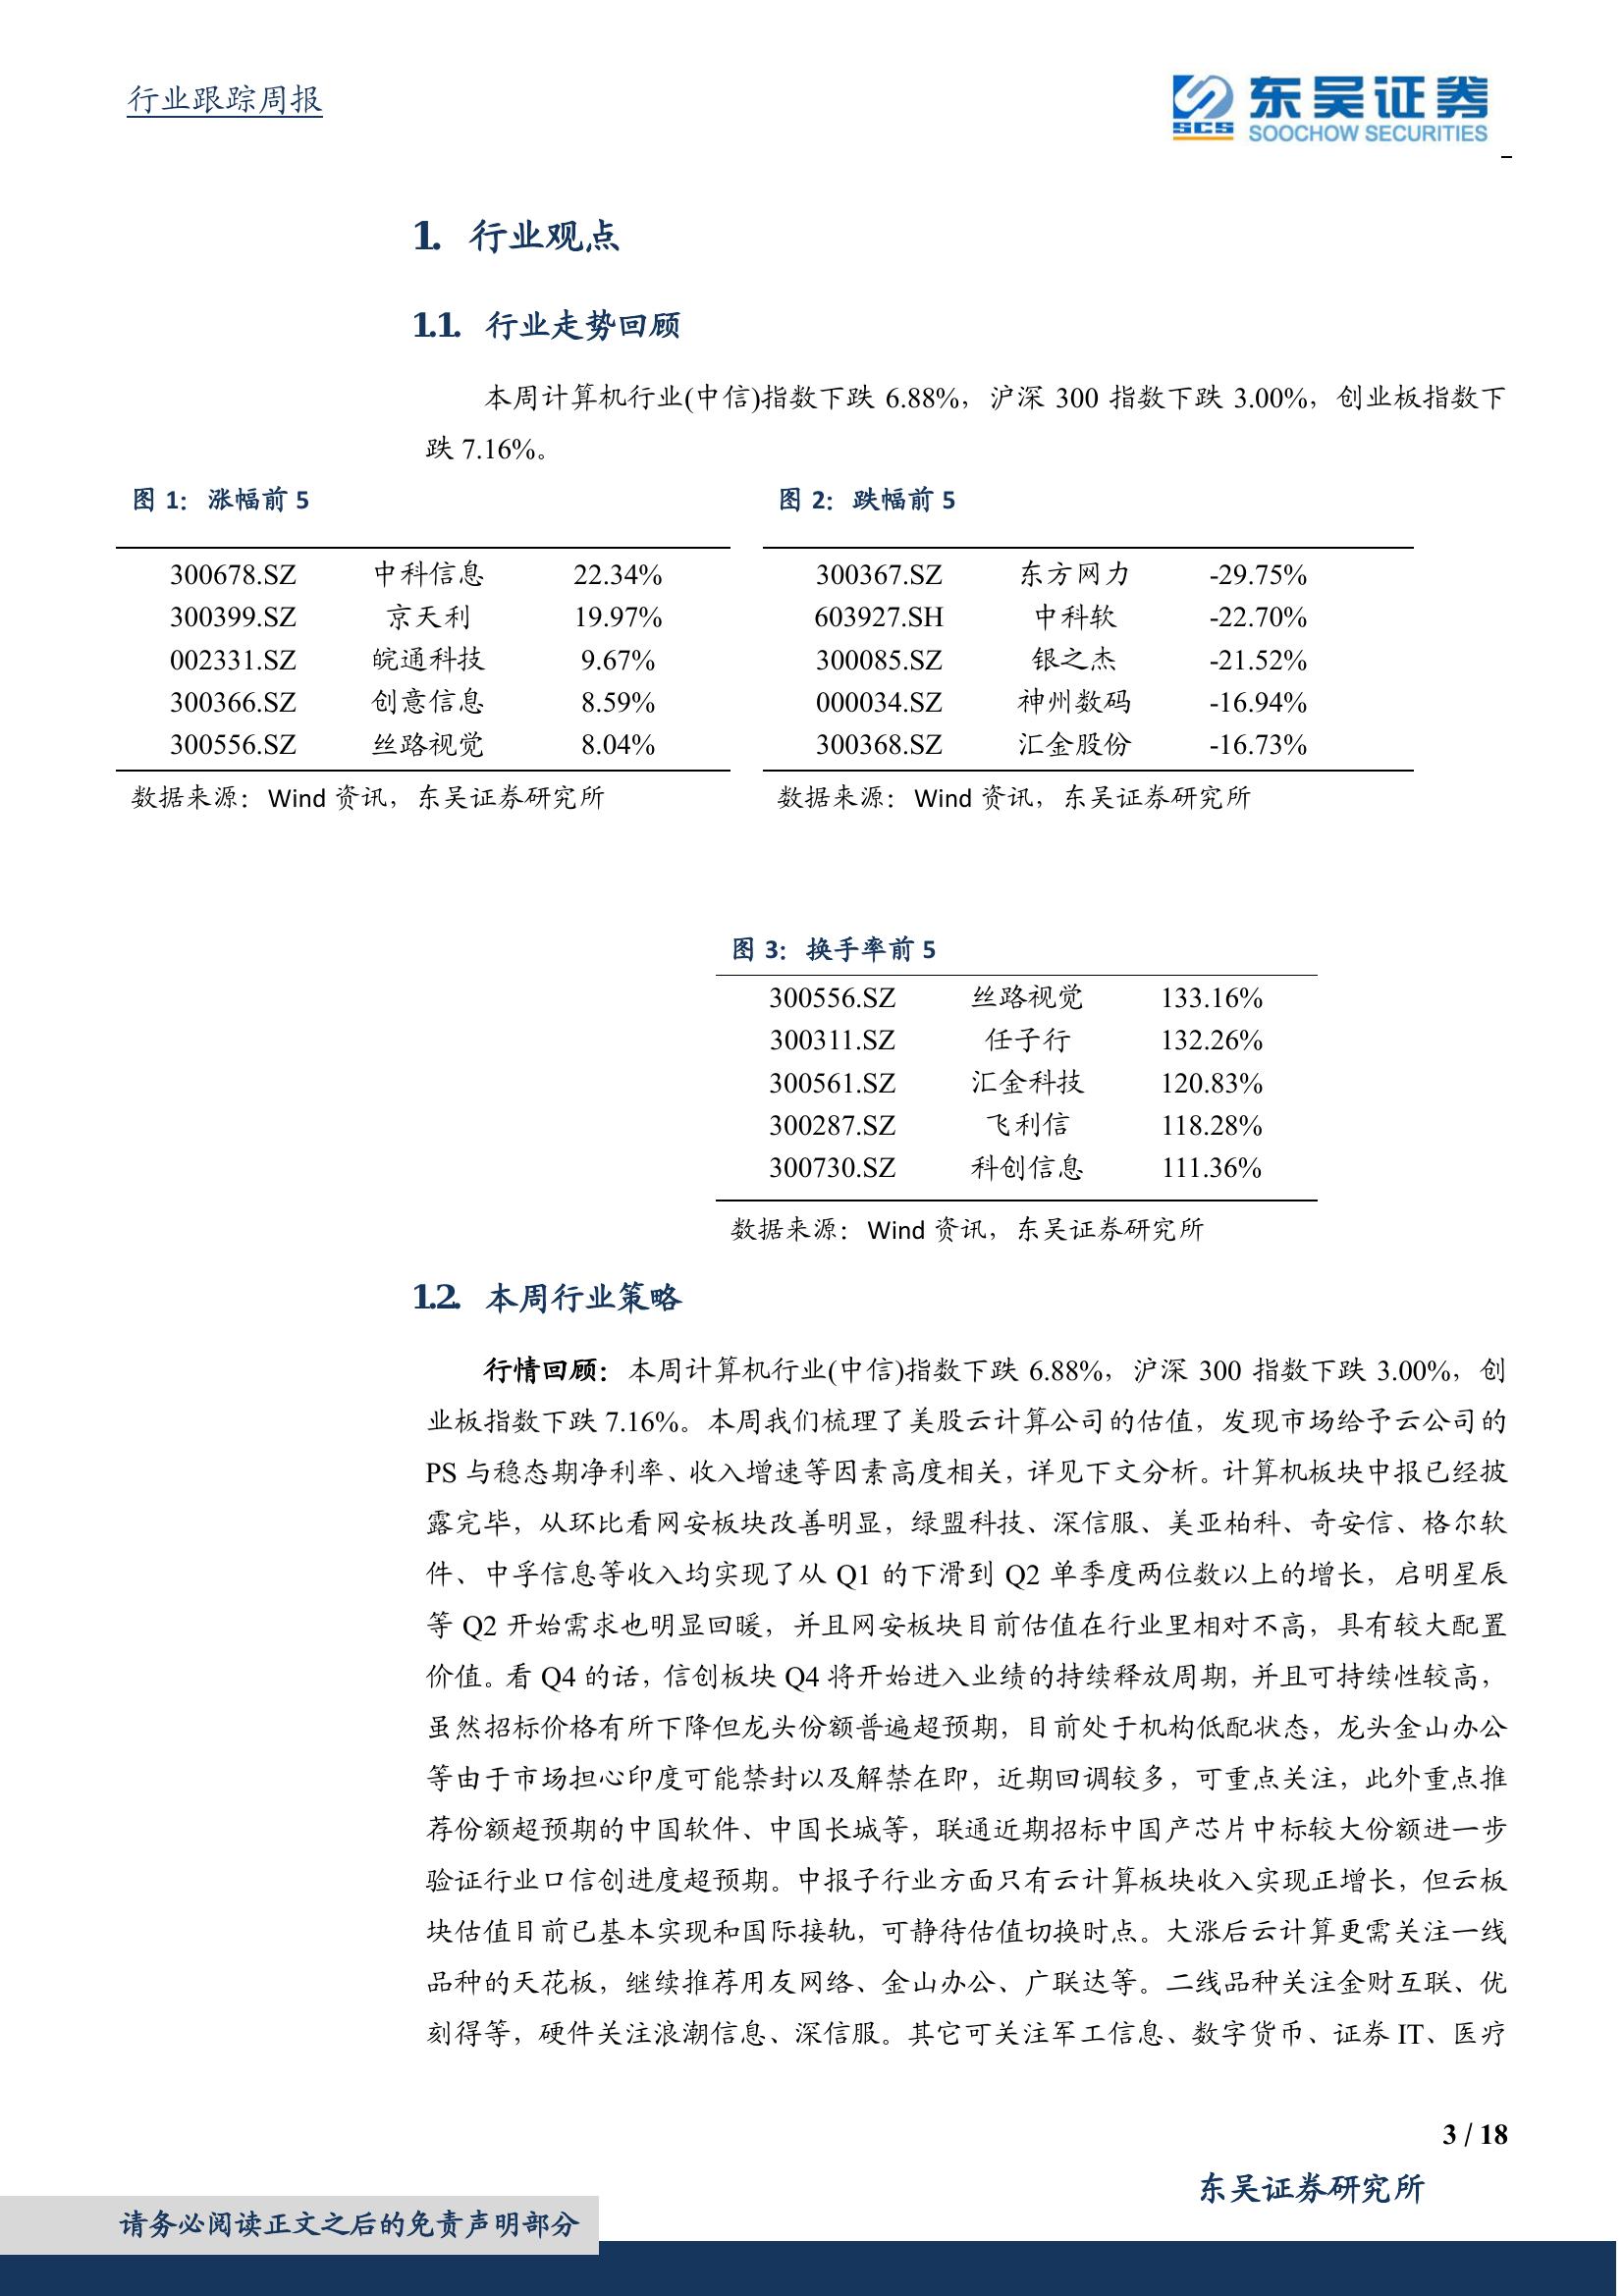 行业跟踪周报
东吴证券
SCS
SOOCHOW SECURITIES
1. 行业观点
1.1. 行业走势回顾
本周计算机行业(中信)指数下跌 6.88%，沪深 300 指数下跌 3.00%，创业板指数下
跌 7.16%。
图 1：涨幅前 5
300678.SZ 中科信息 22.34%
300399.SZ 京天利 19.97%
002331.SZ 皖通科技 9.67%
300366.SZ 创意信息 8.59%
300556.SZ 丝路视觉 8.04%
数据来源：Wind 资讯，东吴证券研究所
图 2：跌幅前 5
300367.SZ 东方网力 -29.75%
603927.SH 中科软 -22.70%
300085.SZ 银之杰 -21.52%
000034.SZ 神州数码 -16.94%
300368.SZ 汇金股份 -16.73%
数据来源：Wind 资讯，东吴证券研究所
图 3：换手率前 5
300556.SZ 丝路视觉 133.16%
300311.SZ 任子行 132.26%
300561.SZ 汇金科技 120.83%
300287.SZ 飞利信 118.28%
300730.SZ 科创信息 111.36%
数据来源：Wind 资讯，东吴证券研究所
1.2. 本周行业策略
行情回顾：本周计算机行业(中信)指数下跌 6.88%，沪深 300 指数下跌 3.00%，创
业板指数下跌 7.16%。本周我们梳理了美股云计算公司的估值，发现市场给予云公司的
PS 与稳态期净利率、收入增速等因素高度相关，详见下文分析。计算机板块中报已经披
露完毕，从环比看网安板块改善明显，绿盟科技、深信服、美亚柏科、奇安信、格尔软
件、中孚信息等收入均实现了从 Q1 的下滑到 Q2 单季度两位数以上的增长，启明星辰
等 Q2 开始需求也明显回暖，并且网安板块目前估值在行业里相对不高，具有较大配置
价值。看 Q4 的话，信创板块 Q4 将开始进入业绩的持续释放周期，并且可持续性较高，
虽然招标价格有所下降但龙头份额普遍超预期，目前处于机构低配状态，龙头金山办公
等由于市场担心印度可能禁封以及解禁在即，近期回调较多，可重点关注，此外重点推
荐份额超预期的中国软件、中国长城等，联通近期招标中国产芯片中标较大份额进一步
验证行业口信创进度超预期。中报子行业方面只有云计算板块收入实现正增长，但云板
块估值目前已基本实现和国际接轨，可静待估值切换时点。大涨后云计算更需关注一线
品种的天花板，继续推荐用友网络、金山办公、广联达等。二线品种关注金财互联、优
刻得等，硬件关注浪潮信息、深信服。其它可关注军工信息、数字货币、证券 IT、医疗
3 / 18
东吴证券研究所
请务必阅读正文之后的免责声明部分